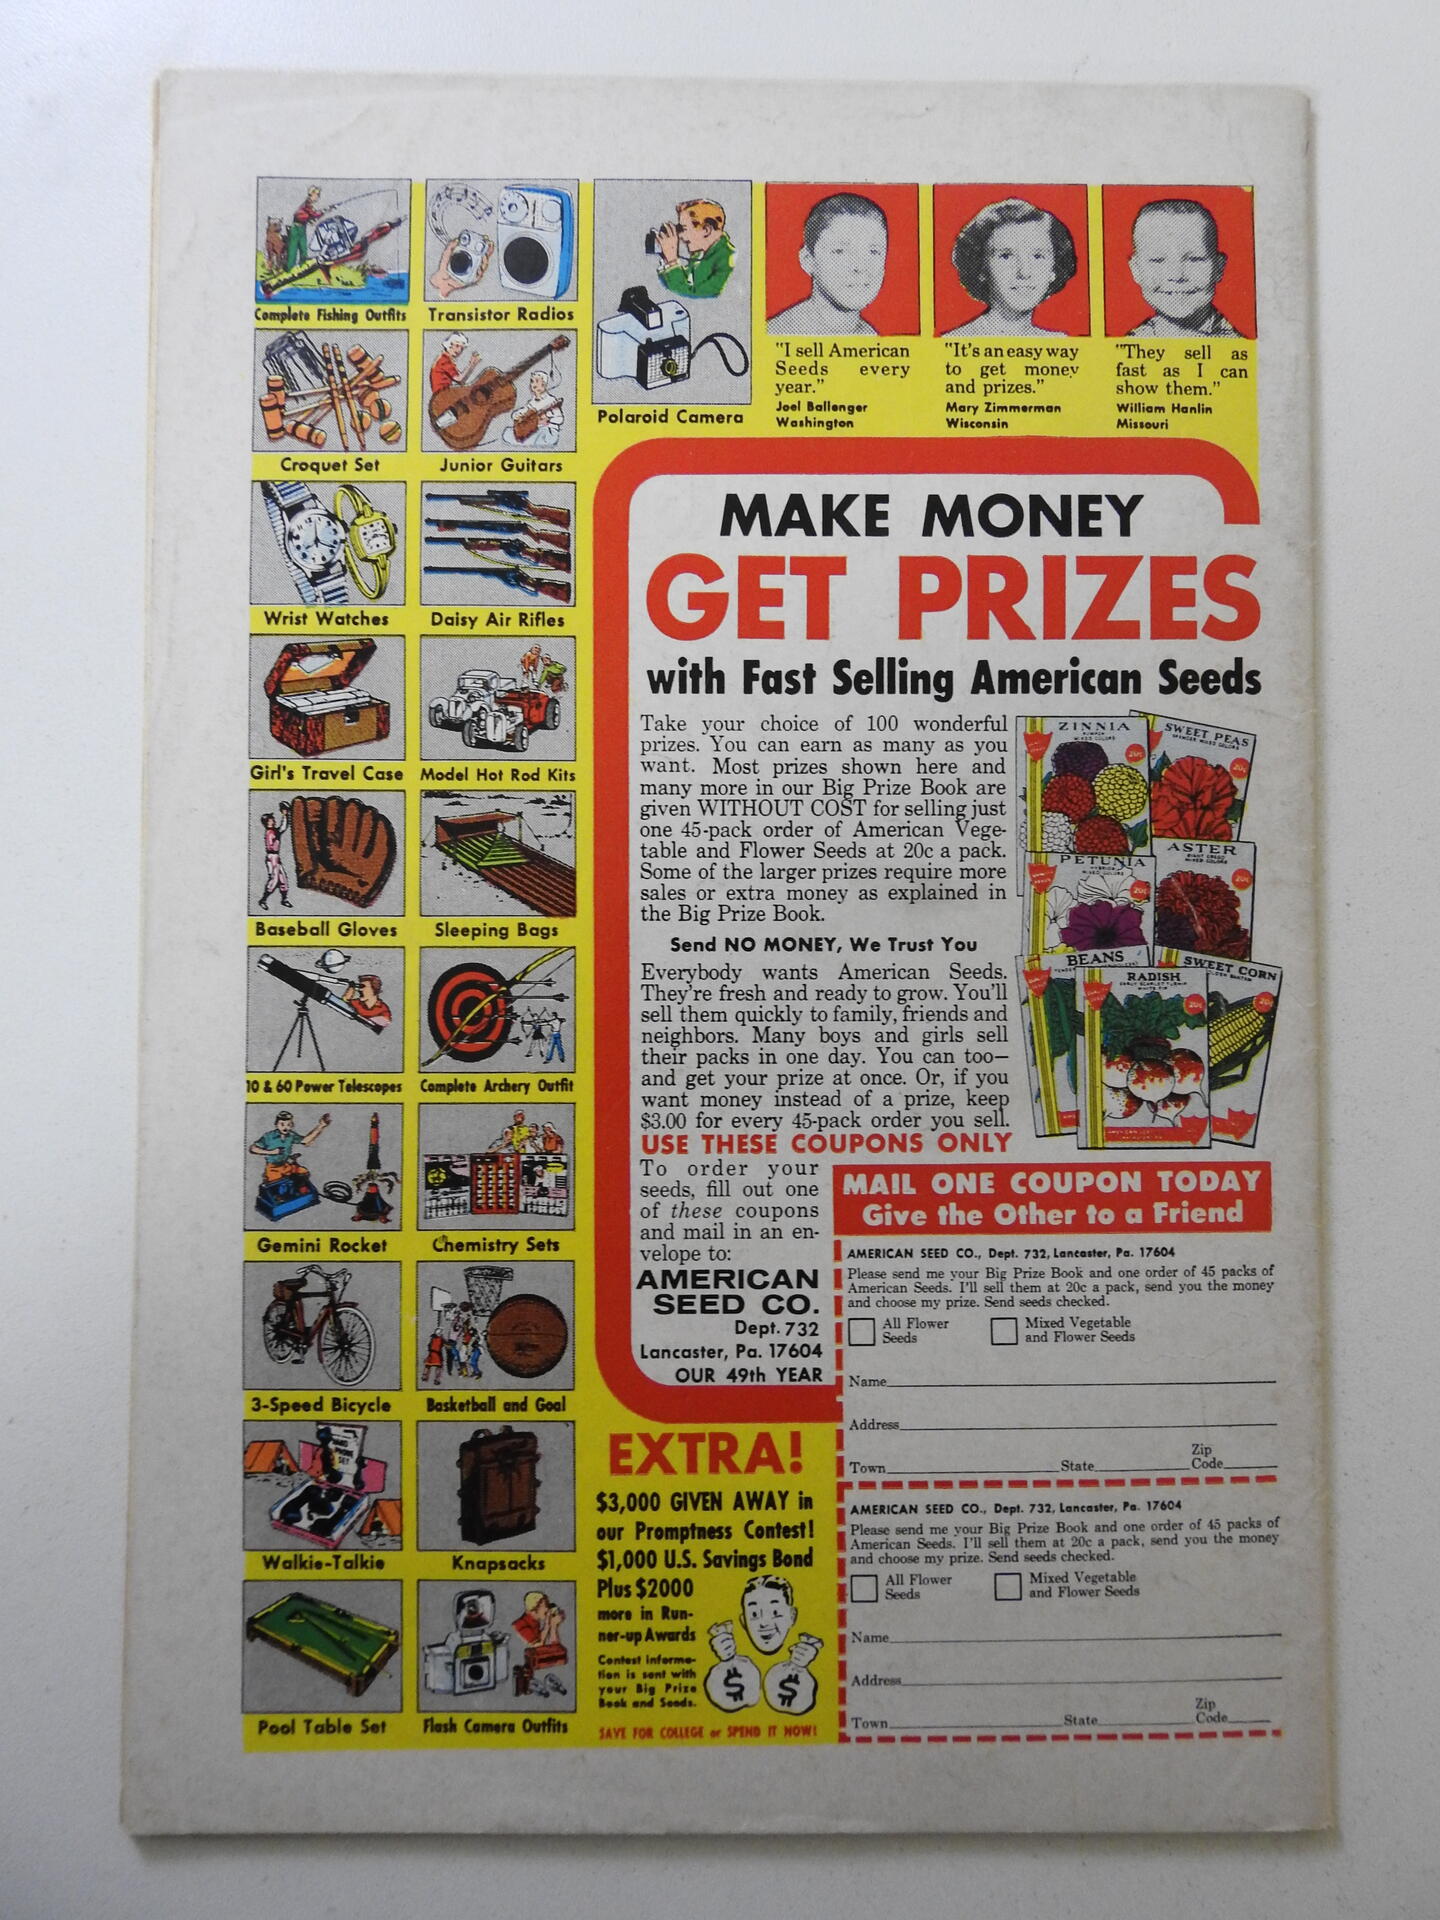 Complete Fishing Outfits
Transistor Radios
Croquet Set
Junior Guitars
Wrist Watches
Daisy Air Rifles
Girl's Travel Case
Model Hot Rod Kits
Baseball Gloves
Sleeping Bags
10 & 60 Power Telescopes
Complete Archery Outfit
Gemini Rocket
Chemistry Sets
3-Speed Bicycle
Basketball and Goal
Walkie-Talkie
Knapsacks
Pool Table Set
Flash Camera Outfits
Polaroid Camera
"I sell American
Seeds every
year."
Joel Ballenger
Washington
"It's an easy way
to get money
and prizes."
Mary Zimmerman
Wisconsin
"They sell as
fast as I can
show them."
William Hanlin
Missouri
MAKE MONEY
GET PRIZES
with Fast Selling American Seeds
Take your choice of 100 wonderful
prizes. You can earn as many as you
want. Most prizes shown here and
many more in our Big Prize Book are
given WITHOUT COST for selling just
one 45-pack order of American Vege-
table and Flower Seeds at 20c a pack.
Some of the larger prizes require more
sales or extra money as explained in
the Big Prize Book.
Send NO MONEY, We Trust You
Everybody wants American Seeds.
They're fresh and ready to grow. You'll
sell them quickly to family, friends and
neighbors. Many boys and girls sell
their packs in one day. You can too—
and get your prize at once. Or, if you
want money instead of a prize, keep
$3.00 for every 45-pack order you sell.
USE THESE COUPONS ONLY
To order your
seeds, fill out one
of these coupons
and mail in an en-
velope to:
AMERICAN
SEED CO.
Dept. 732
Lancaster, Pa. 17604
OUR 49th YEAR
ZINNIA
MIXED COLORS
20c
SWEET PEAS
20c
PETUNIA
MIXED COLORS
20c
ASTER
MIXED COLORS
20c
BEANS
RADISH
20c
SWEET CORN
20c
MAIL ONE COUPON TODAY
Give the Other to a Friend
AMERICAN SEED CO., Dept. 732, Lancaster, Pa. 17604
Please send me your Big Prize Book and one order of 45 packs of
American Seeds. I'll sell them at 20c a pack, send you the money
and choose my prize. Send seeds checked.
All Flower
Seeds
Mixed Vegetable
and Flower Seeds
Name
Address
Town State Zip
Code
AMERICAN SEED CO., Dept. 732, Lancaster, Pa. 17604
Please send me your Big Prize Book and one order of 45 packs of
American Seeds. I'll sell them at 20c a pack, send you the money
and choose my prize. Send seeds checked.
All Flower
Seeds
Mixed Vegetable
and Flower Seeds
Name
Address
Town State Zip
Code
EXTRA!
$3,000 GIVEN AWAY in
our Promptness Contest!
$1,000 U.S. Savings Bond
Plus $2000
more in Run-
ner-up Awards
Contest informa-
tion is sent with
your Big Prize
Book and Seeds.
$ $
SAVE FOR COLLEGE or SPEND IT NOW!